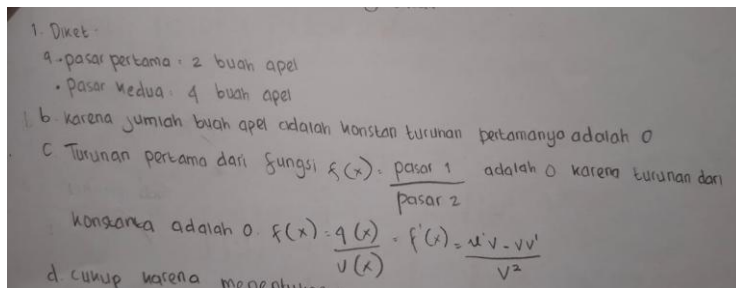 1. Diket.
a. pasar pertama : 2 buah apel
• Pasar kedua : 4 buah apel
b. karena jumlah buah apel adalah konstan turunan pertamanya adalah 0
C. Turunan pertama dari fungsi f(x) = pasar 1 / pasar 2 adalah 0 karena turunan dari
konstanta adalah 0. f(x) = q(x) / v(x) = f'(x) = u'v - vv' / v²
d. cukup karena